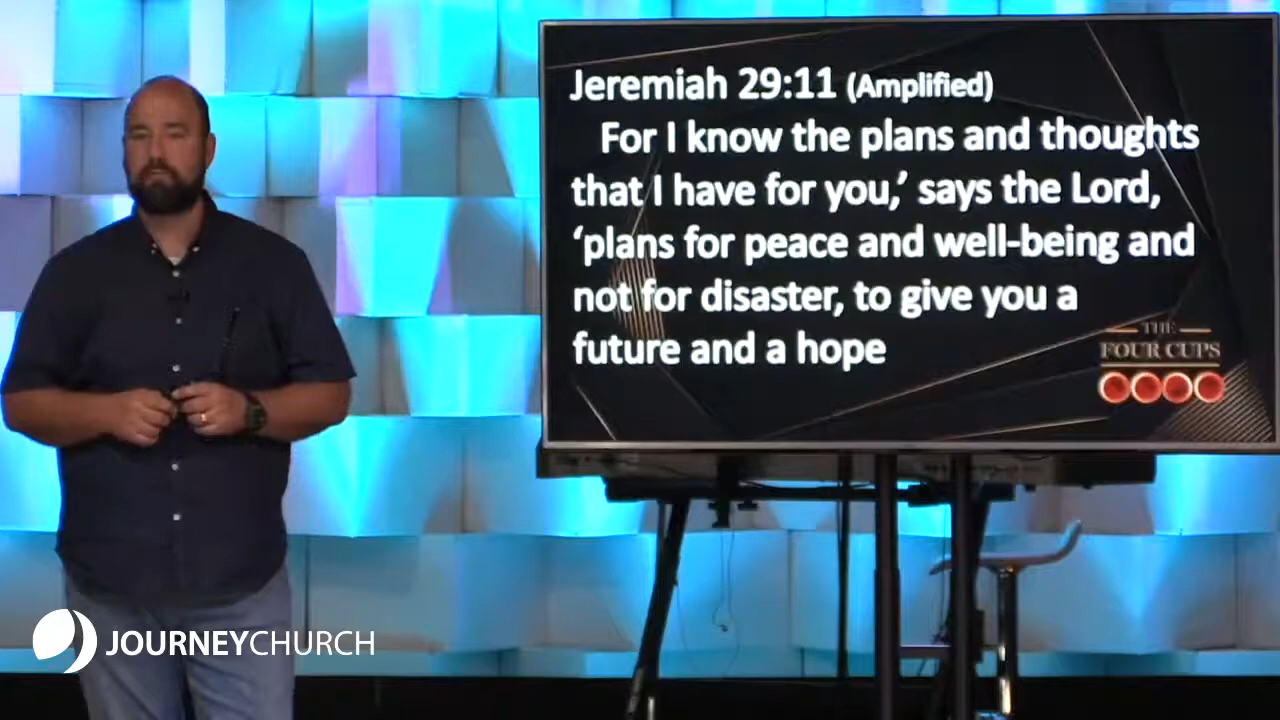 Jeremiah 29:11 (Amplified)
For I know the plans and thoughts
that I have for you,’ says the Lord,
‘plans for peace and well-being and
not for disaster, to give you a
future and a hope
THE
FOUR CUPS
JOURNEYCHURCH